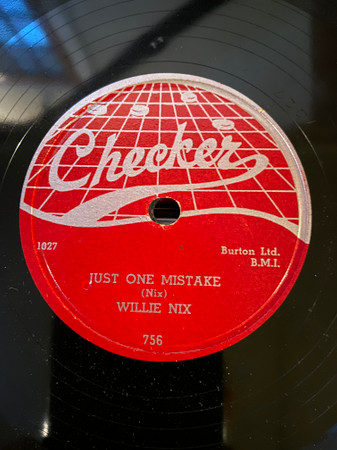 Checker
1027
Burton Ltd.
B.M.I.
JUST ONE MISTAKE
(Nix)
WILLIE NIX
756